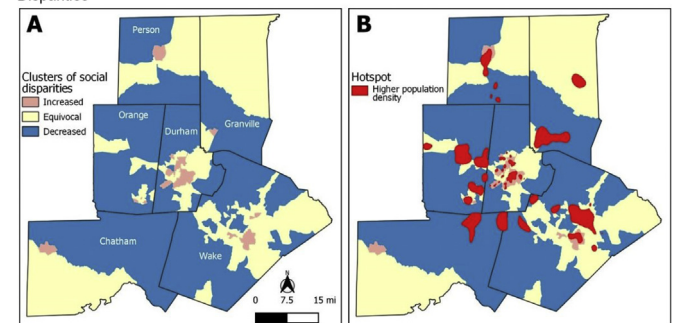 Disparities
A
Person
Clusters of social
disparities
Increased
Equivocal
Decreased
Orange
Durham
Granville
Chatham
Wake
N
0 7.5 15 mi
B
Hotspot
Higher population
density